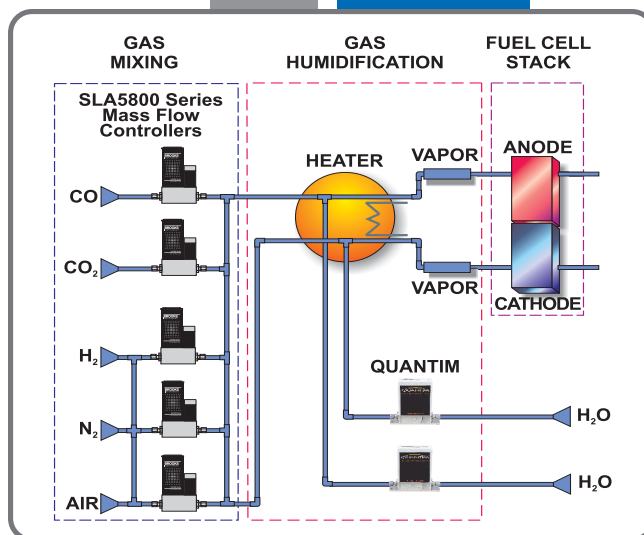 GAS
MIXING
GAS
HUMIDIFICATION
FUEL CELL
STACK
SLA5800 Series
Mass Flow
Controllers
HEATER
VAPOR
ANODE
CO
CO₂
VAPOR
CATHODE
H₂
QUANTIM
N₂
H₂O
AIR
H₂O